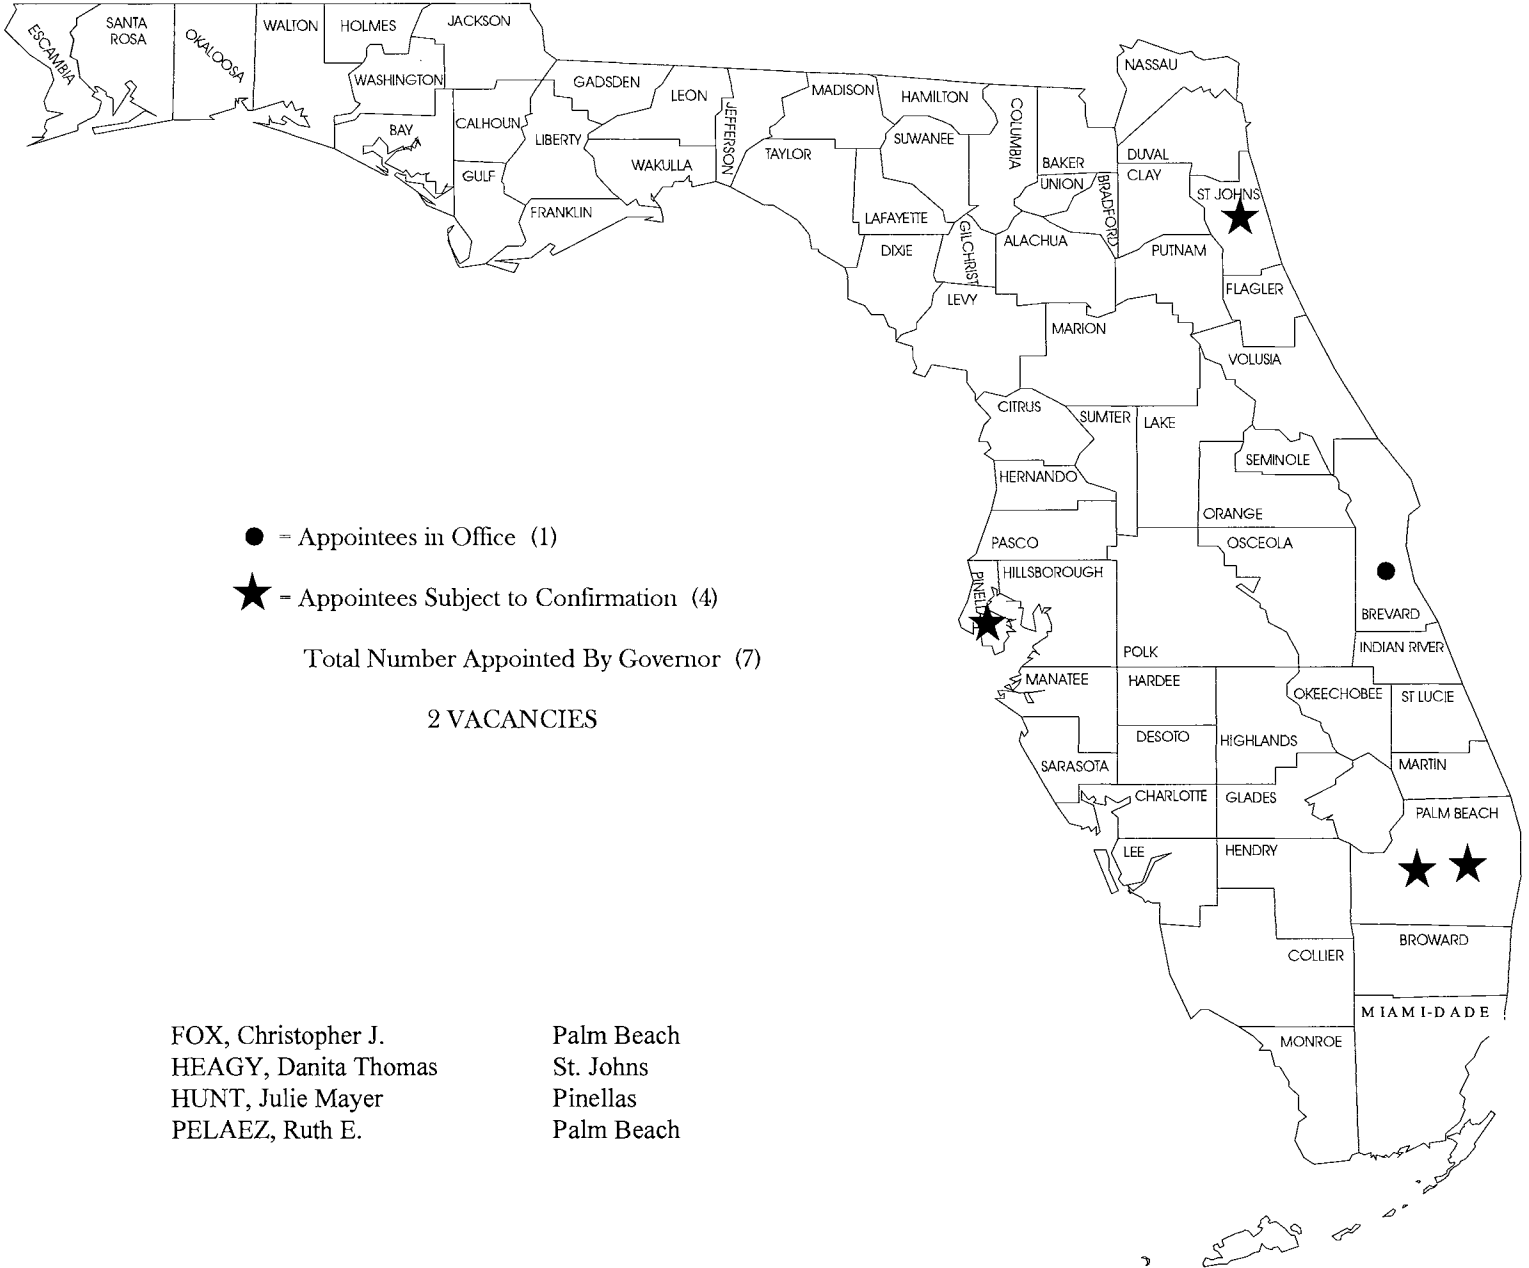 ESCAMBIA
SANTA
ROSA
OKALOOSA
WALTON
HOLMES
JACKSON
WASHINGTON
BAY
CALHOUN
GULF
GADSDEN
LIBERTY
FRANKLIN
LEON
WAKULLA
JEFFERSON
MADISON
TAYLOR
HAMILTON
SUWANEE
LAFAYETTE
DIXIE
COLUMBIA
GILCHRIST
LEVY
BAKER
UNION
BRADFORD
ALACHUA
NASSAU
DUVAL
CLAY
ST JOHNS
PUTNAM
FLAGLER
MARION
VOLUSIA
CITRUS
SUMTER
LAKE
SEMINOLE
HERNANDO
ORANGE
PASCO
OSCEOLA
PINELL
HILLSBOROUGH
BREVARD
INDIAN RIVER
POLK
MANATEE
HARDEE
OKEECHOBEE
ST LUCIE
DESOTO
HIGHLANDS
SARASOTA
MARTIN
CHARLOTTE
GLADES
PALM BEACH
LEE
HENDRY
BROWARD
COLLIER
MIAMI-DADE
MONROE
= Appointees in Office (1)
= Appointees Subject to Confirmation (4)
Total Number Appointed By Governor (7)
2 VACANCIES
FOX, Christopher J. Palm Beach
HEAGY, Danita Thomas St. Johns
HUNT, Julie Mayer Pinellas
PELAEZ, Ruth E. Palm Beach